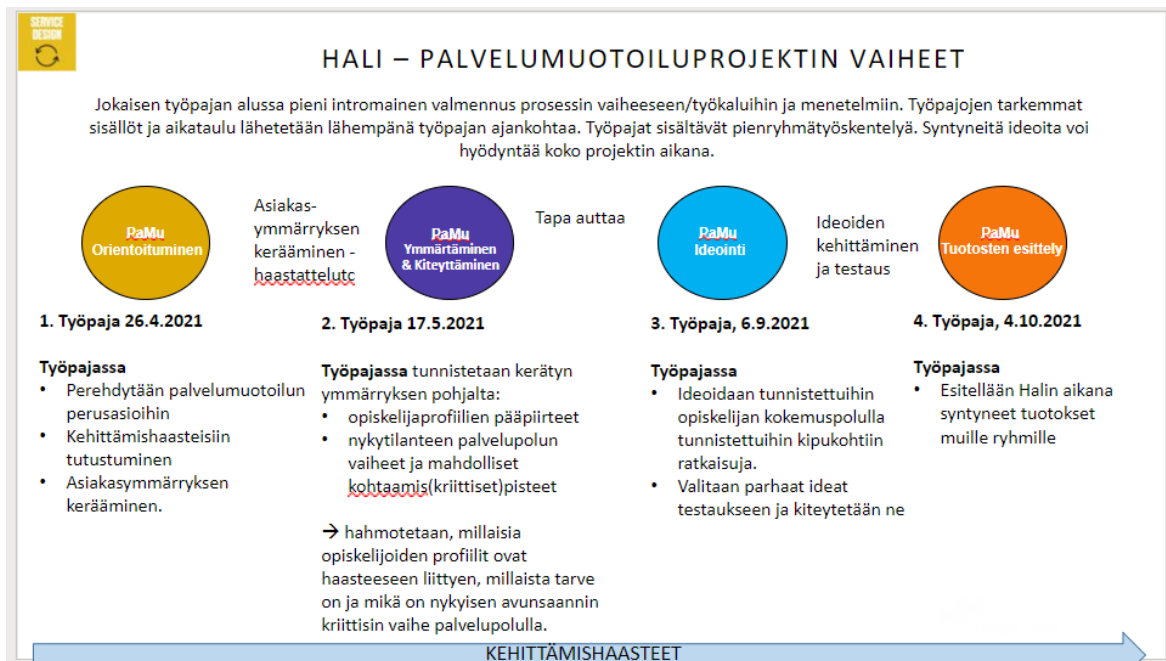 SERVICE
DESIGN
HALI – PALVELUMUOTOILUPROJEKTIN VAIHEET
Jokaisen työpajan alussa pieni intromainen valmennus prosessin vaiheeseen/työkaluihin ja menetelmiin. Työpajojen tarkemmat
sisällöt ja aikataulu lähetetään lähempänä työpajan ajankohtaa. Työpajat sisältävät pienryhmätyöskentelyä. Syntyneitä ideoita voi
hyödyntää koko projektin aikana.
PaMu
Orientoituminen
Asiakas-
ymmärryksen
kerääminen -
haastattelutc
PaMu
Ymmärtäminen
& Kiteyttäminen
Tapa auttaa
PaMu
Ideointi
Ideoiden
kehittäminen
ja testaus
PaMu
Tuotosten esittely
1. Työpaja 26.4.2021
Työpajassa
• Perehdytään palvelumuotoilun
perusasioihin
• Kehittämishaasteisiin
tutustuminen
• Asiakasymmärryksen
kerääminen.
2. Työpaja 17.5.2021
Työpajassa tunnistetaan kerätyn
ymmärryksen pohjalta:
• opiskelijaprofiilien pääpiirteet
• nykytilanteen palvelupolun
vaiheet ja mahdolliset
kohtaamis(kriittiset)pisteet
→ hahmotetaan, millaisia
opiskelijoiden profiilit ovat
haasteeseen liittyen, millaista tarve
on ja mikä on nykyisen avunsaannin
kriittisin vaihe palvelupolulla.
3. Työpaja, 6.9.2021
Työpajassa
• Ideoidaan tunnistettuihin
opiskelijan kokemuspolulla
tunnistettuihin kipukohtiin
ratkaisuja.
• Valitaan parhaat ideat
testaukseen ja kiteytetään ne
4. Työpaja, 4.10.2021
Työpajassa
• Esitellään Halin aikana
syntyneet tuotokset
muille ryhmille
KEHITTÄMISHAASTEET